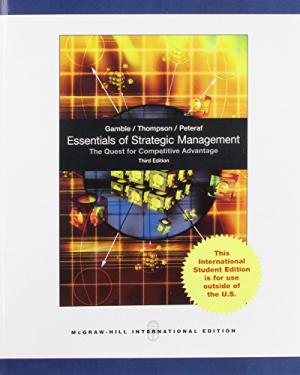 Gamble / Thompson / Peteraf
Essentials of Strategic Management
The Quest for Competitive Advantage
Third Edition
This
International
Student Edition
is for use
outside of
the U.S.
McGRAW-HILL INTERNATIONAL EDITION